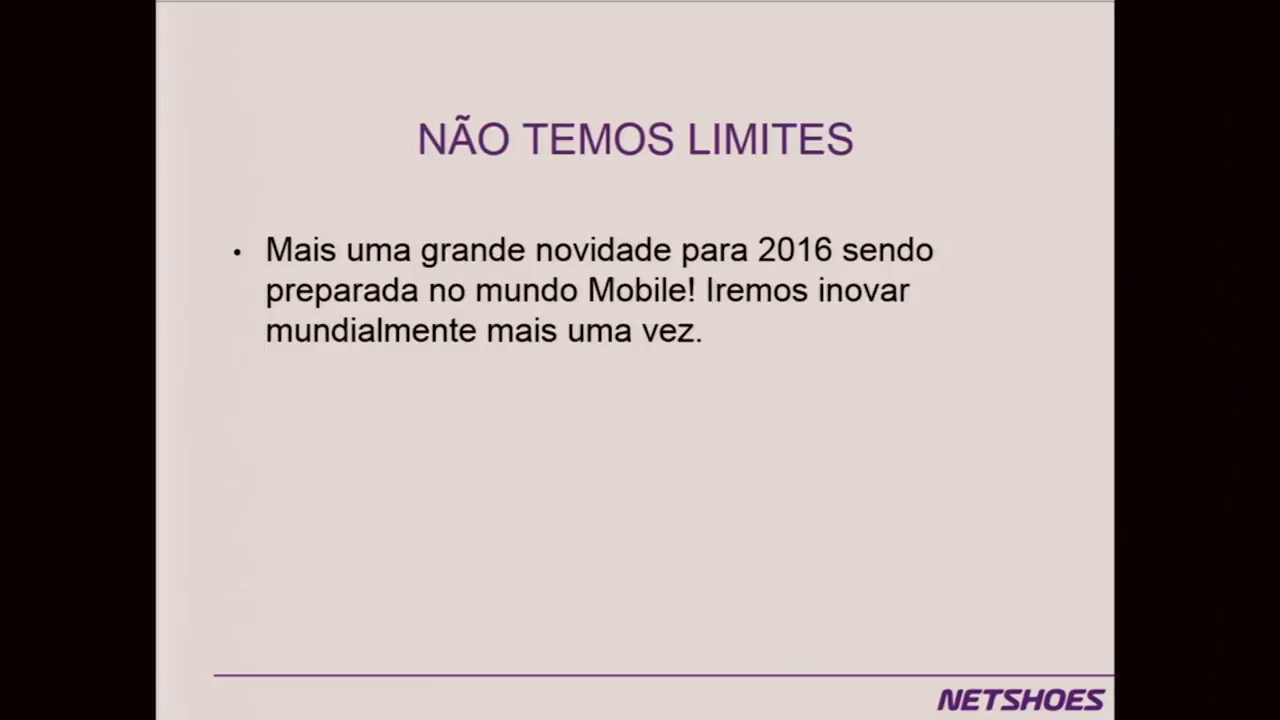 NÃO TEMOS LIMITES
• Mais uma grande novidade para 2016 sendo
preparada no mundo Mobile! Iremos inovar
mundialmente mais uma vez.
NETSHOES